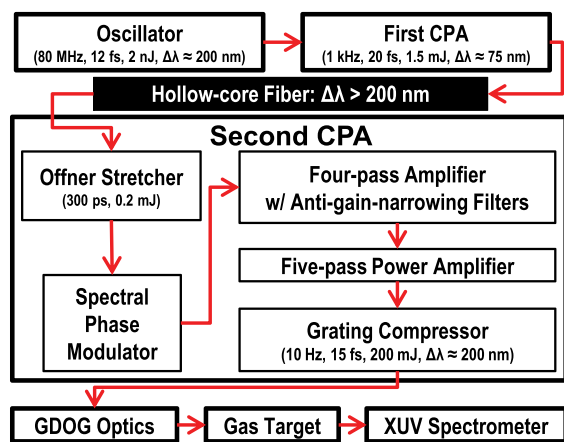 Oscillator
(80 MHz, 12 fs, 2 nJ, Δλ ≈ 200 nm)
First CPA
(1 kHz, 20 fs, 1.5 mJ, Δλ ≈ 75 nm)
Hollow-core Fiber: Δλ > 200 nm
Second CPA
Offner Stretcher
(300 ps, 0.2 mJ)
Spectral
Phase
Modulator
Four-pass Amplifier
w/ Anti-gain-narrowing Filters
Five-pass Power Amplifier
Grating Compressor
(10 Hz, 15 fs, 200 mJ, Δλ ≈ 200 nm)
GDOG Optics
Gas Target
XUV Spectrometer